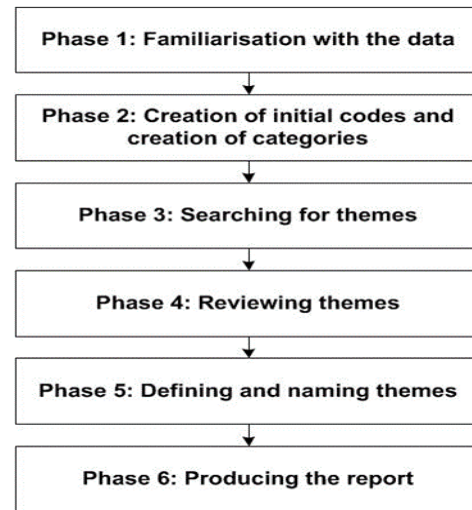 Phase 1: Familiarisation with the data
Phase 2: Creation of initial codes and
creation of categories
Phase 3: Searching for themes
Phase 4: Reviewing themes
Phase 5: Defining and naming themes
Phase 6: Producing the report